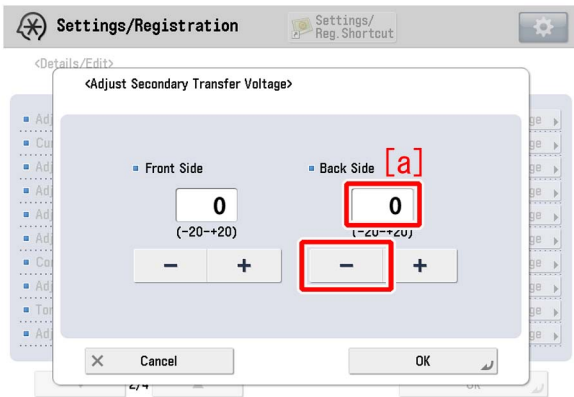 Settings/Registration
Settings/
Reg. Shortcut
<Details/Edit>
<Adjust Secondary Transfer Voltage>
Front Side
Back Side
[a]
0
0
(-20-+20)
(-20-+20)
−
+
−
+
Cancel
OK
2/4
OK